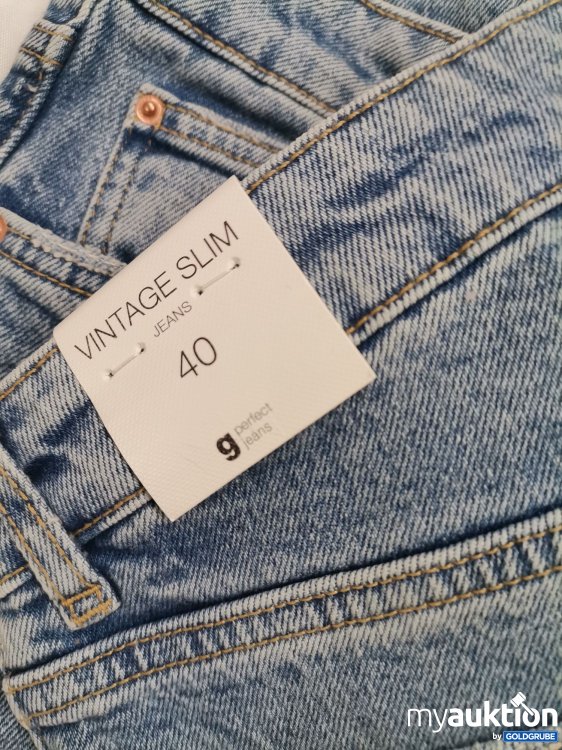 VINTAGE SLIM
JEANS
40
g perfect
jeans
myauktion
by GOLDGRUBE